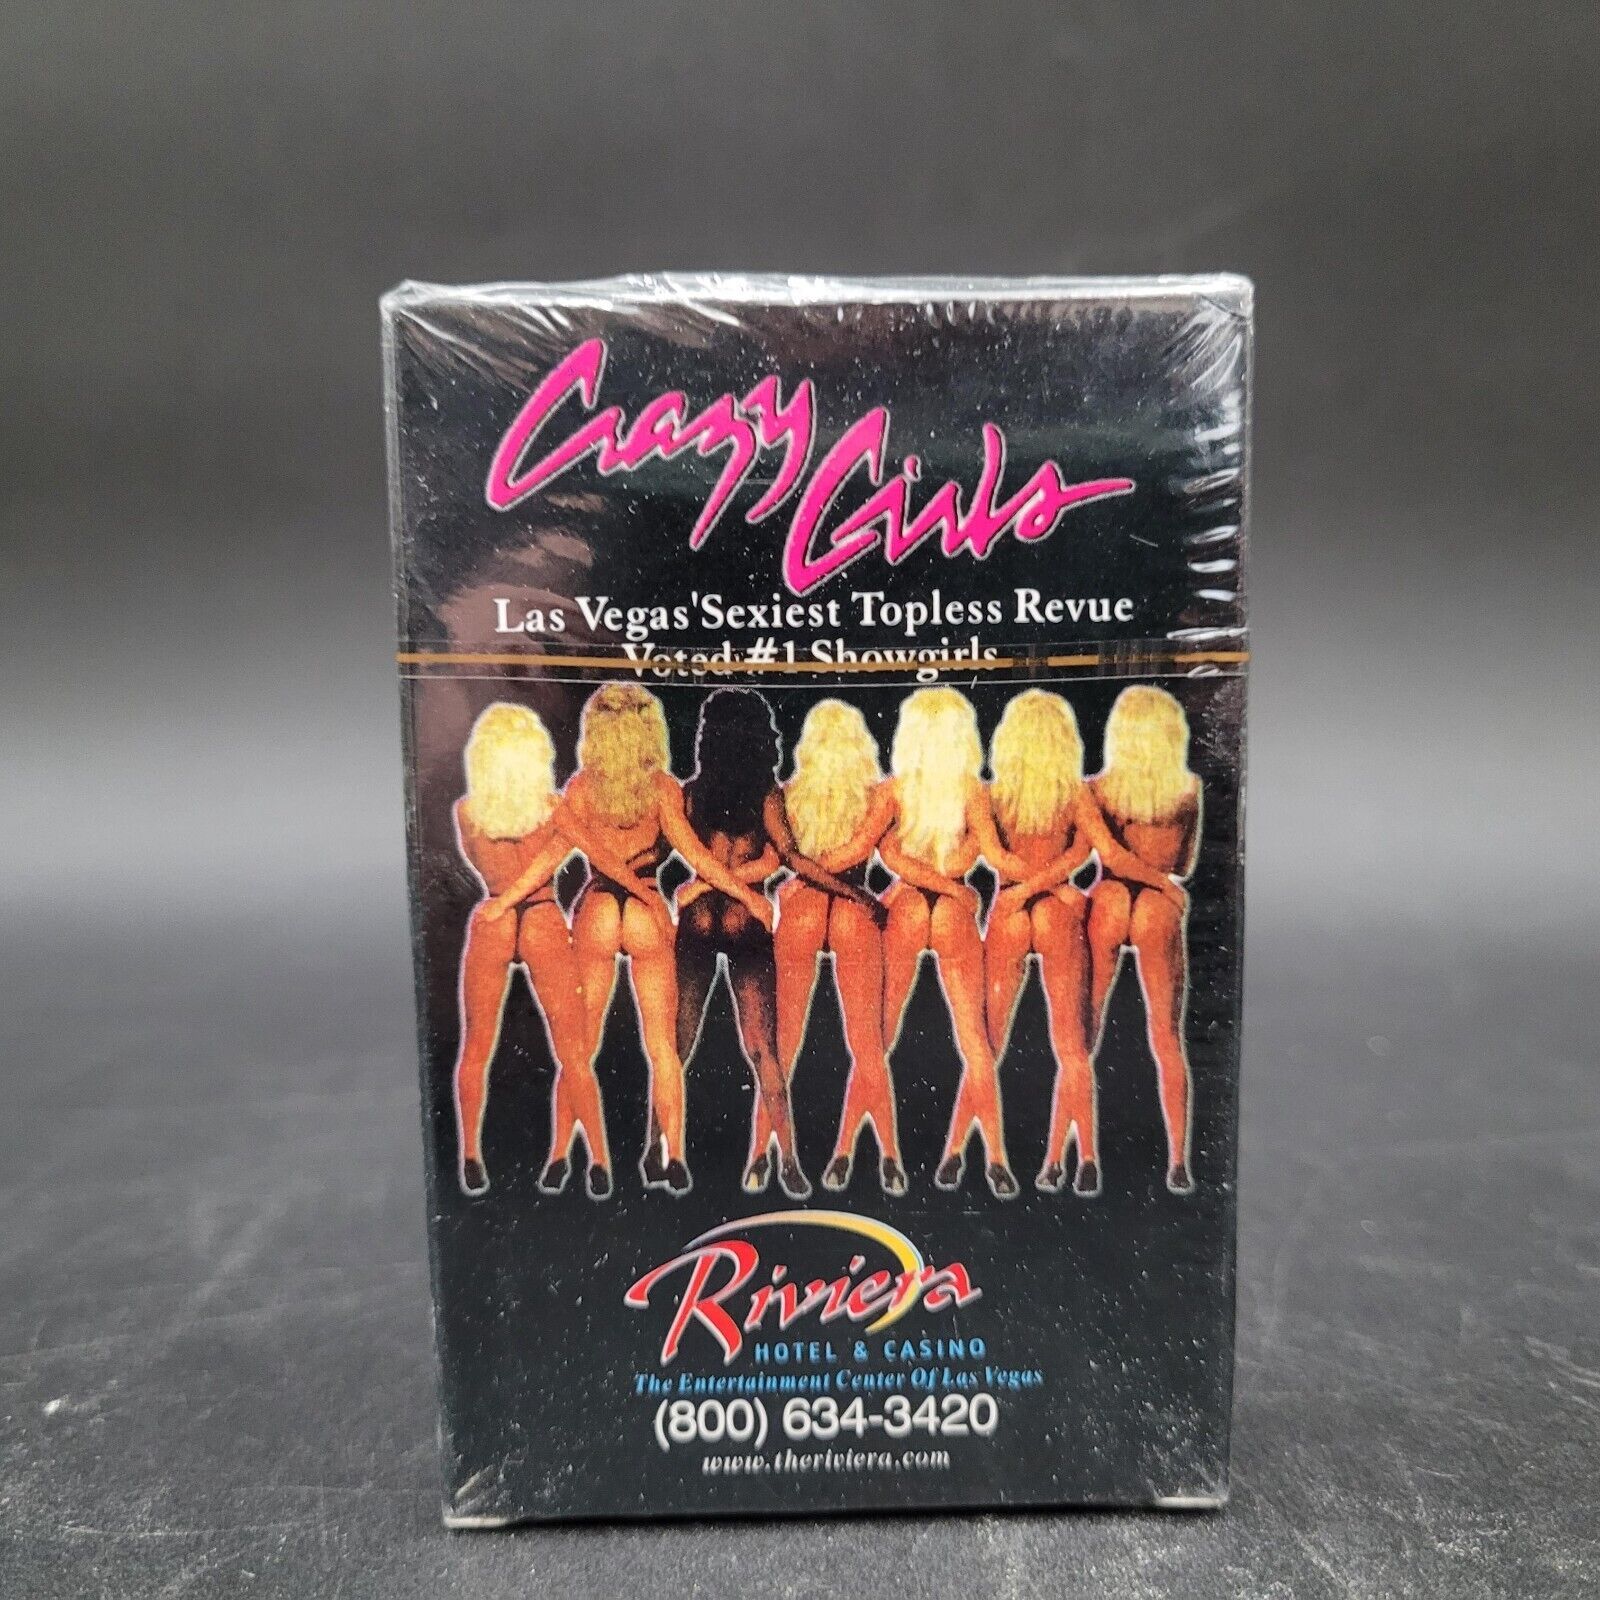 Crazy Girls
Las Vegas' Sexiest Topless Revue
Voted #1 Showgirls
Riviera
HOTEL & CASINO
The Entertainment Center Of Las Vegas
(800) 634-3420
www.theriviera.com